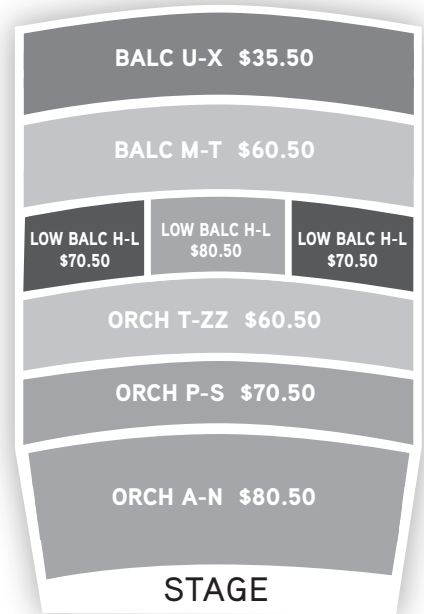 BALC U-X $35.50
BALC M-T $60.50
LOW BALC H-L
$70.50
LOW BALC H-L
$80.50
LOW BALC H-L
$70.50
ORCH T-ZZ $60.50
ORCH P-S $70.50
ORCH A-N $80.50
STAGE